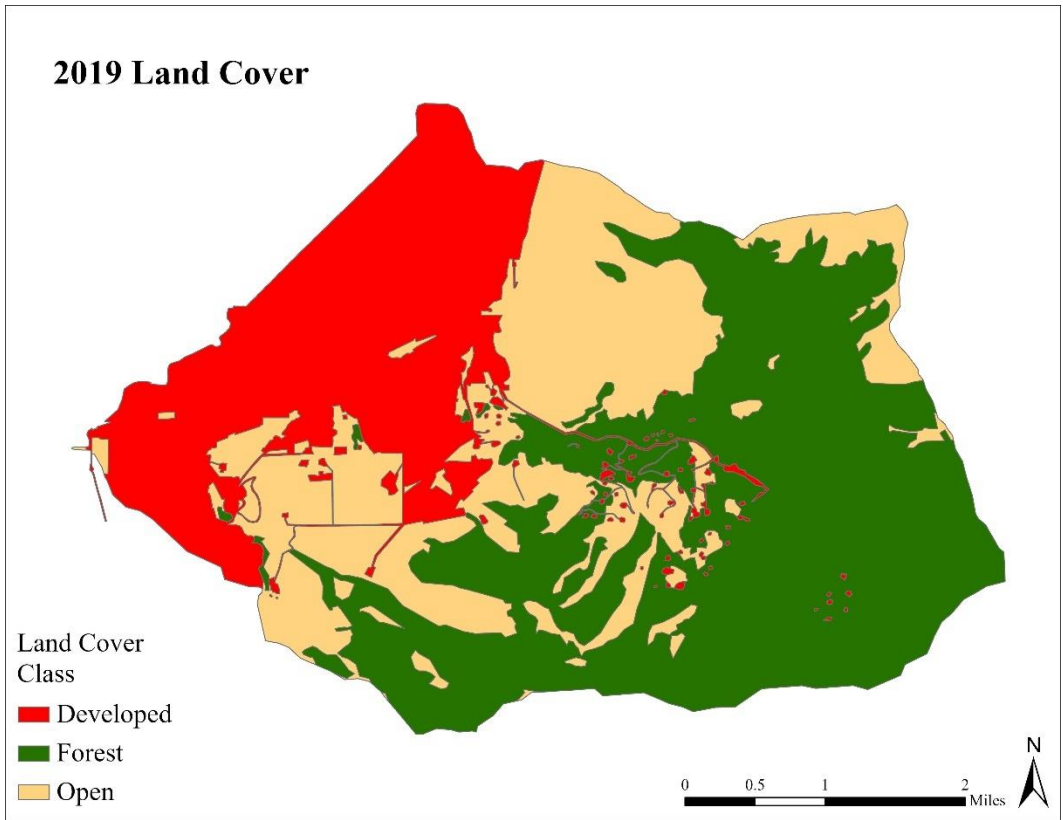 2019 Land Cover
Land Cover
Class
Developed
Forest
Open
N
0 0.5 1 2
Miles